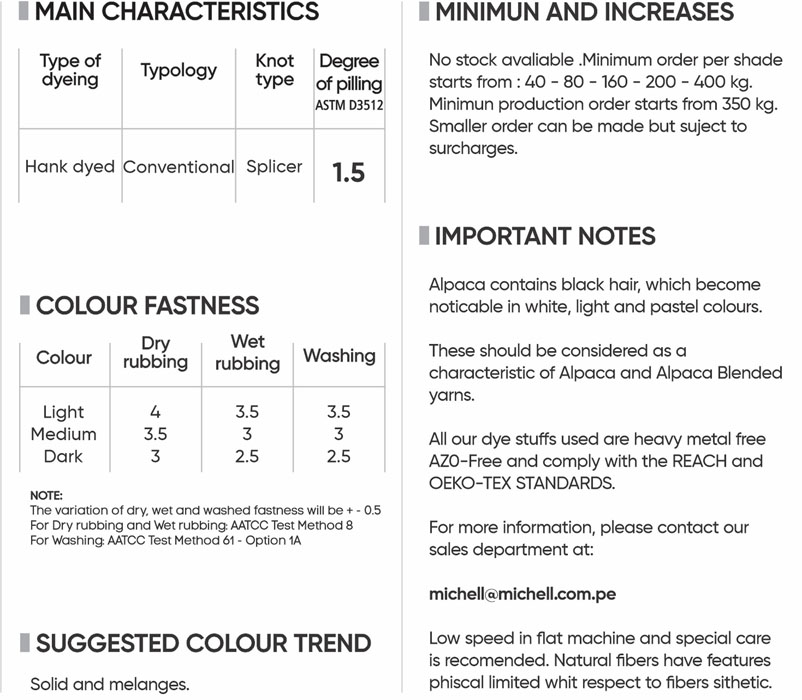 MAIN CHARACTERISTICS
Type of dyeing Typology Knot type Degree of pilling ASTM D3512
Hank dyed Conventional Splicer 1.5
COLOUR FASTNESS
Colour Dry rubbing Wet rubbing Washing
Light 4 3.5 3.5
Medium 3.5 3 3
Dark 3 2.5 2.5
NOTE:
The variation of dry, wet and washed fastness will be + - 0.5
For Dry rubbing and Wet rubbing: AATCC Test Method 8
For Washing: AATCC Test Method 61 - Option 1A
SUGGESTED COLOUR TREND
Solid and melanges.
MINIMUN AND INCREASES
No stock avaliable .Minimum order per shade
starts from : 40 - 80 - 160 - 200 - 400 kg.
Minimun production order starts from 350 kg.
Smaller order can be made but suject to
surcharges.
IMPORTANT NOTES
Alpaca contains black hair, which become
noticable in white, light and pastel colours.
These should be considered as a
characteristic of Alpaca and Alpaca Blended
yarns.
All our dye stuffs used are heavy metal free
AZ0-Free and comply with the REACH and
OEKO-TEX STANDARDS.
For more information, please contact our
sales department at:
michell@michell.com.pe
Low speed in flat machine and special care
is recomended. Natural fibers have features
phiscal limited whit respect to fibers sithetic.